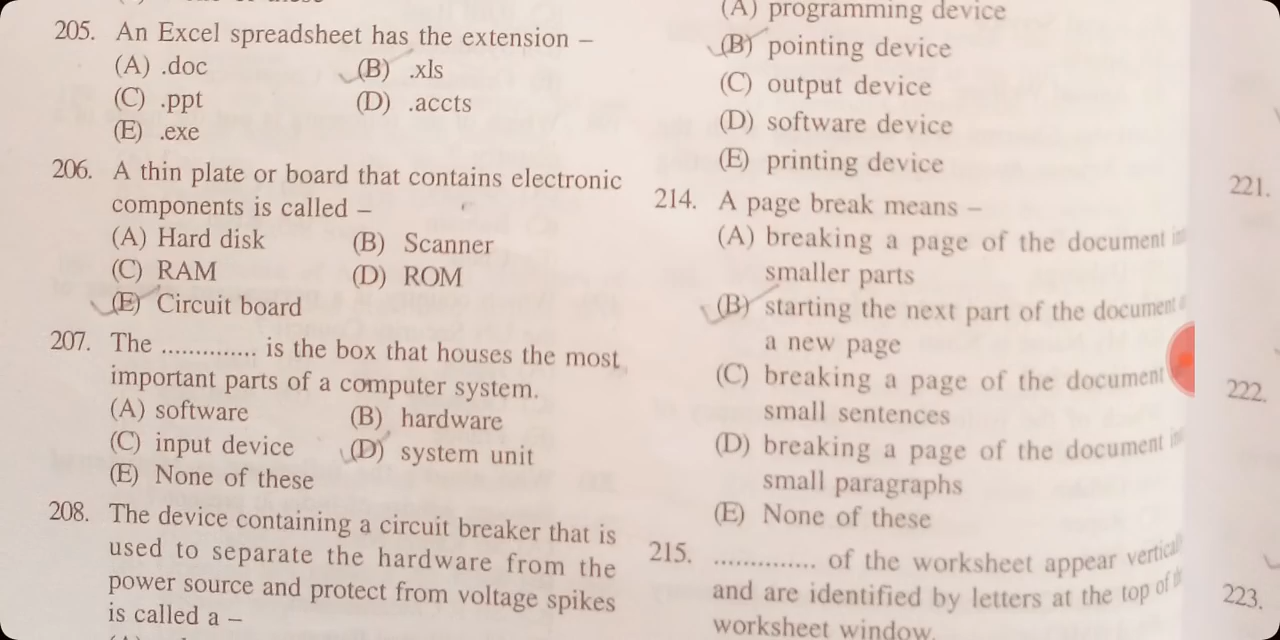 205. An Excel spreadsheet has the extension –
(A) .doc (B) .xls
(C) .ppt (D) .accts
(E) .exe
206. A thin plate or board that contains electronic
components is called –
(A) Hard disk (B) Scanner
(C) RAM (D) ROM
(E) Circuit board
207. The .............. is the box that houses the most
important parts of a computer system.
(A) software (B) hardware
(C) input device (D) system unit
(E) None of these
208. The device containing a circuit breaker that is
used to separate the hardware from the
power source and protect from voltage spikes
is called a –
(A) programming device
(B) pointing device
(C) output device
(D) software device
(E) printing device
214. A page break means –
(A) breaking a page of the document
smaller parts
(B) starting the next part of the document
a new page
(C) breaking a page of the document
small sentences
(D) breaking a page of the document
small paragraphs
(E) None of these
215. ............... of the worksheet appear
and are identified by letters at the top of
worksheet window.
221.
222.
223.